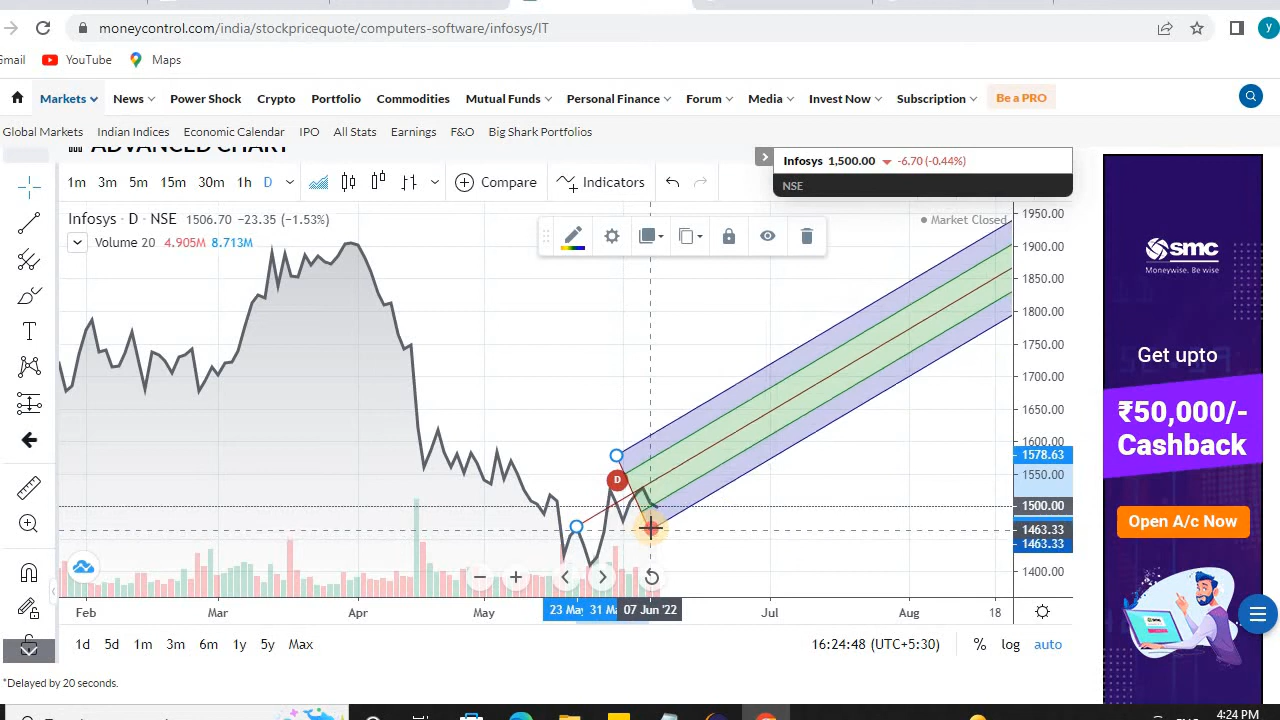 moneycontrol.com/india/stockpricequote/computers-software/infosys/IT
y
Gmail YouTube Maps
Markets News Power Shock Crypto Portfolio Commodities Mutual Funds Personal Finance Forum Media Invest Now Subscription Be a PRO
Global Markets Indian Indices Economic Calendar IPO All Stats Earnings F&O Big Shark Portfolios
ADVANCED CHART
Infosys 1,500.00 -6.70 (-0.44%)
NSE
1m 3m 5m 15m 30m 1h D Compare Indicators
Infosys · D · NSE 1506.70 −23.35 (−1.53%)
Market Closed
Volume 20 4.905M 8.713M
1950.00
1900.00
1850.00
1800.00
1750.00
1700.00
1650.00
1600.00
1578.63
1550.00
1500.00
1463.33
1463.33
1400.00
D
Feb Mar Apr May 23 May 31 Ma 07 Jun '22 Jul Aug 18
1d 5d 1m 3m 6m 1y 5y Max 16:24:48 (UTC+5:30) % log auto
*Delayed by 20 seconds.
smc
Moneywise. Be wise
Get upto
₹50,000/-
Cashback
Open A/c Now
4:24 PM